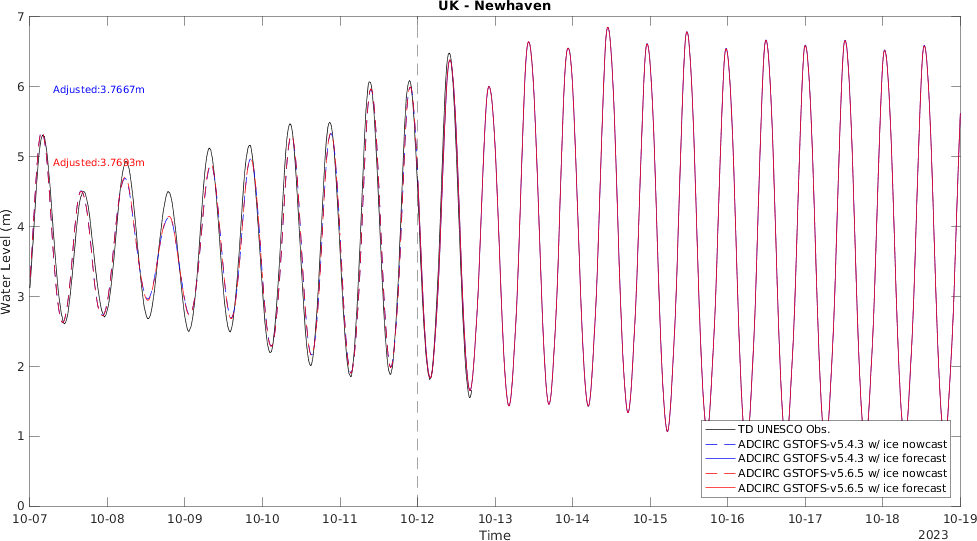 UK - Newhaven
7
6
5
4
3
2
1
0
Water Level (m)
Adjusted:3.7667m
Adjusted:3.7683m
TD UNESCO Obs.
ADCIRC GSTOFS-v5.4.3 w/ ice nowcast
ADCIRC GSTOFS-v5.4.3 w/ ice forecast
ADCIRC GSTOFS-v5.6.5 w/ ice nowcast
ADCIRC GSTOFS-v5.6.5 w/ ice forecast
10-07 10-08 10-09 10-10 10-11 10-12 10-13 10-14 10-15 10-16 10-17 10-18 10-19
Time
2023